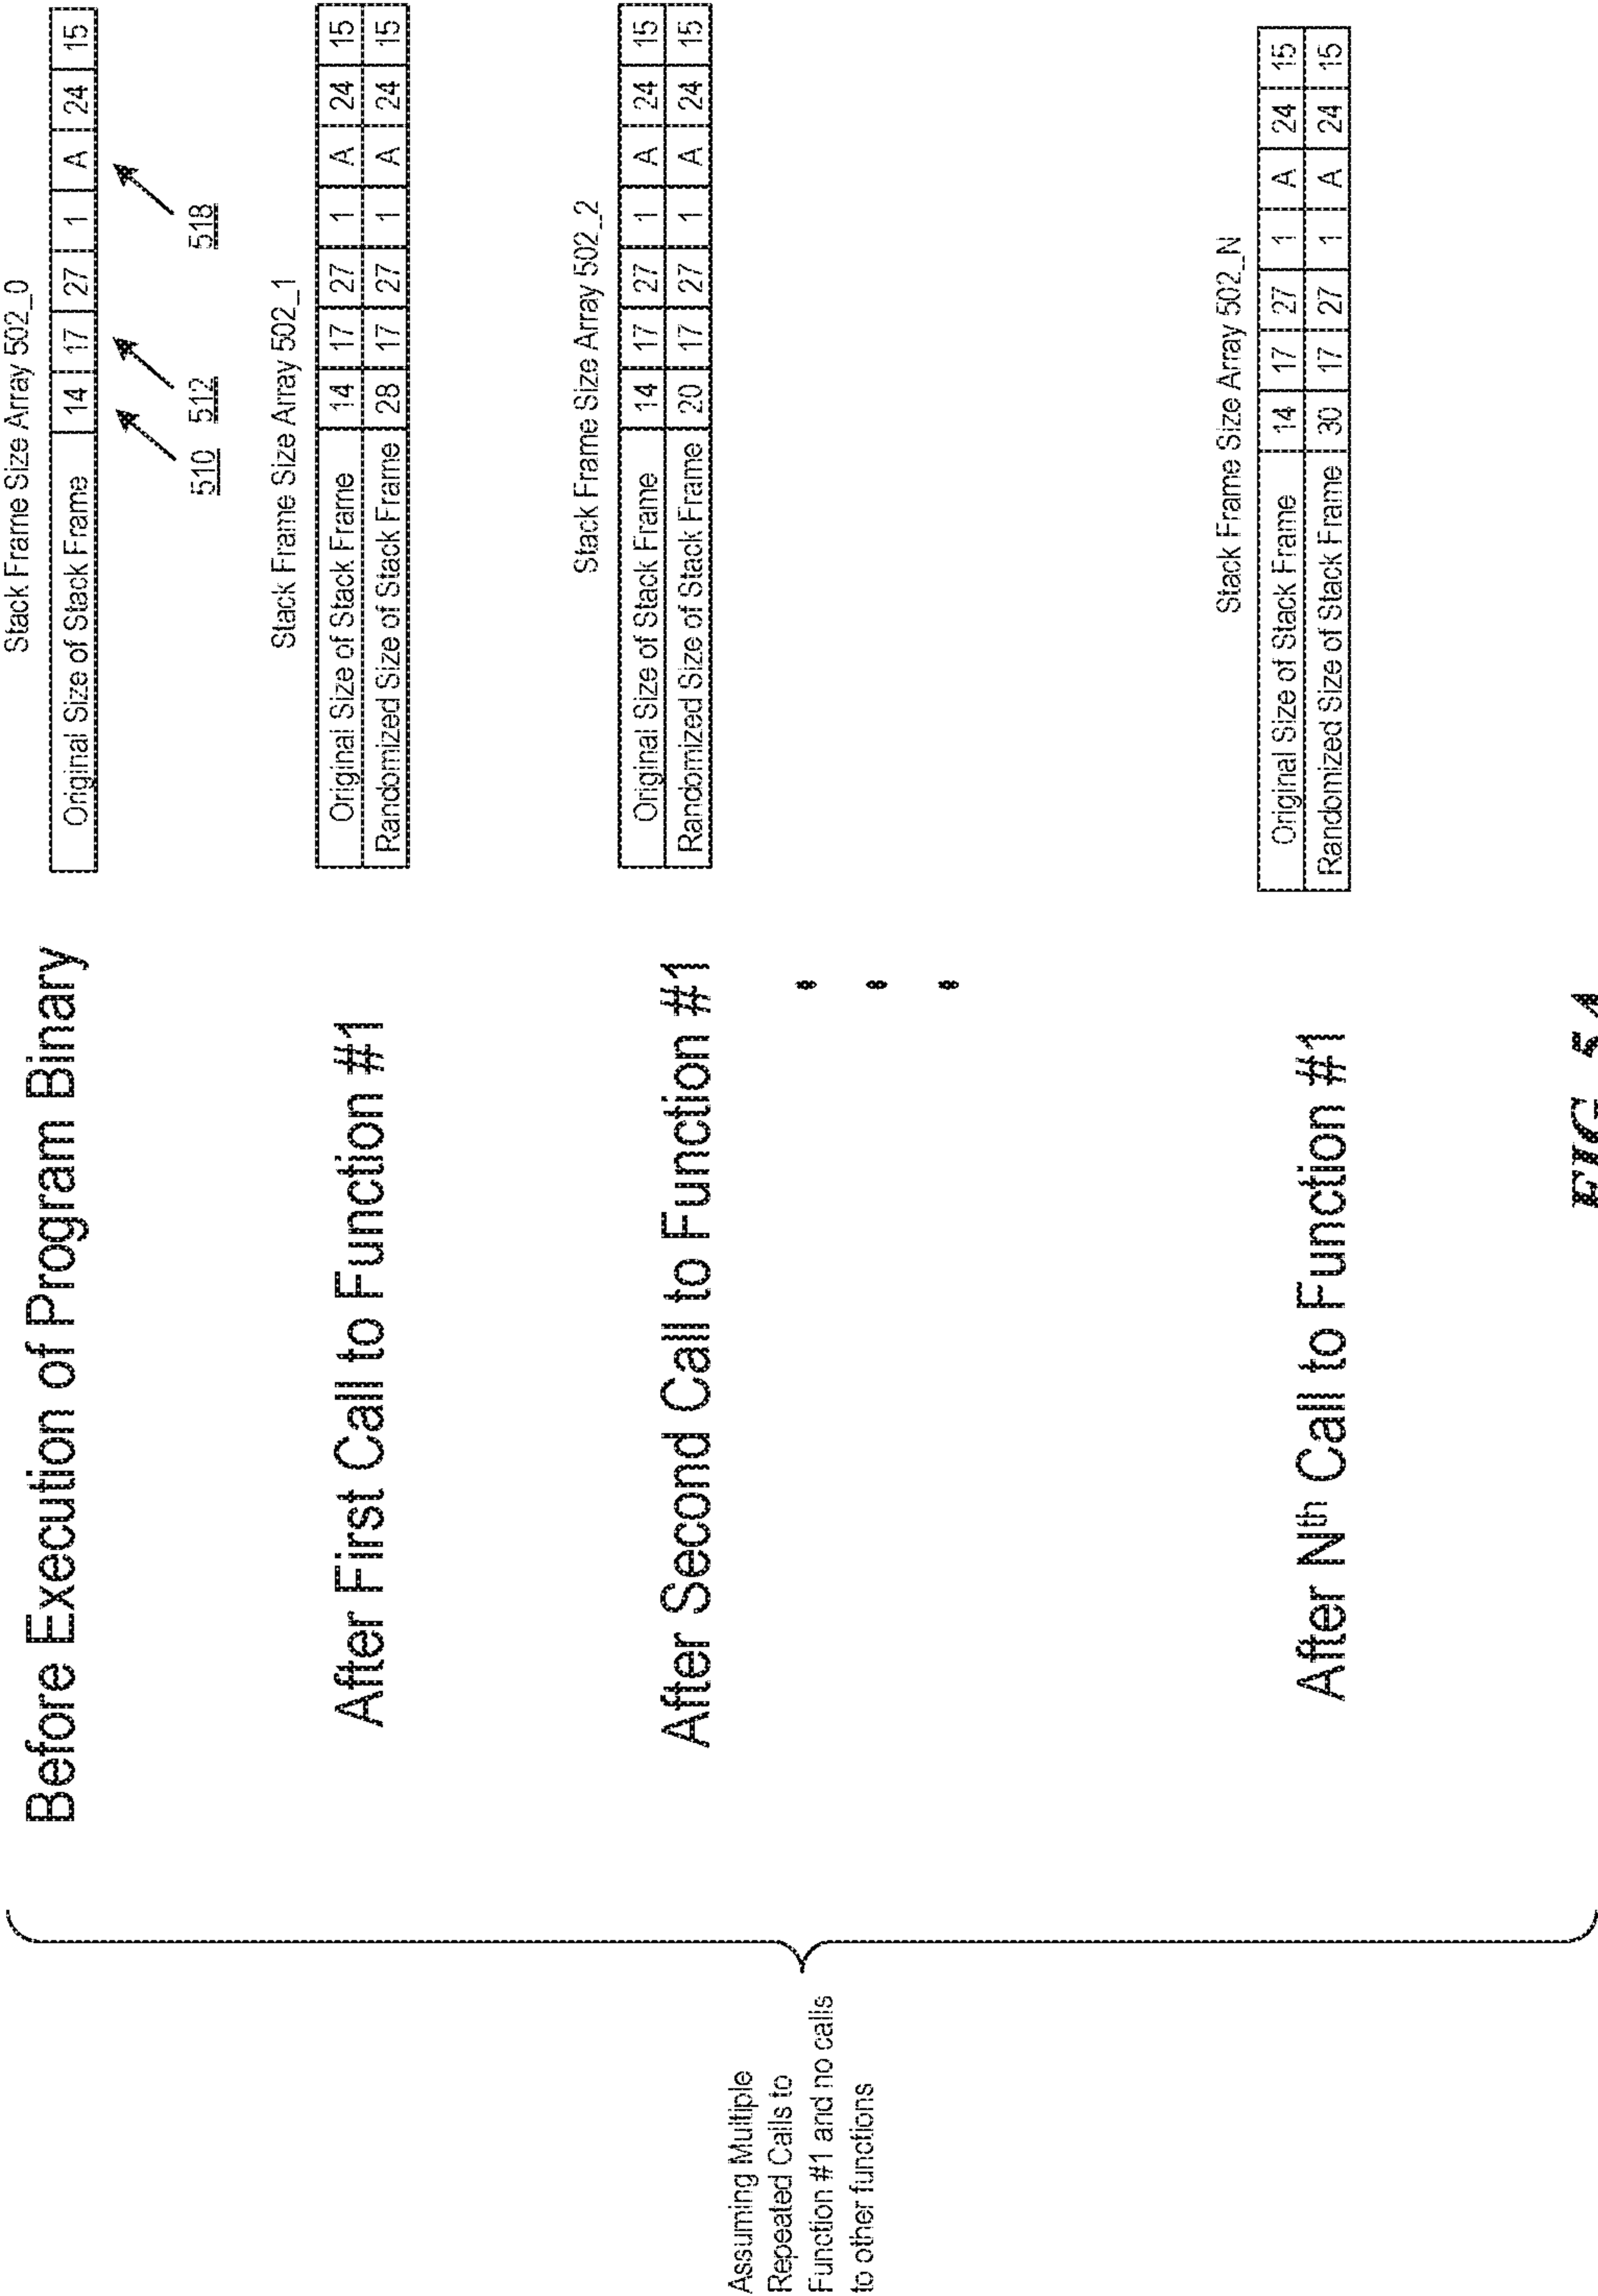 Assuming Multiple
Repeated Calls to
Function #1 and no calls
to other functions
Before Execution of Program Binary
Stack Frame Size Array 502_0
Original Size of Stack Frame 14 17 27 1 A 24 15
510 512 518
After First Call to Function #1
Stack Frame Size Array 502_1
Original Size of Stack Frame 14 17 27 1 A 24 15
Randomized Size of Stack Frame 28 17 27 1 A 24 15
After Second Call to Function #1
Stack Frame Size Array 502_2
Original Size of Stack Frame 14 17 27 1 A 24 15
Randomized Size of Stack Frame 20 17 27 1 A 24 15
After Nth Call to Function #1
Stack Frame Size Array 502_N
Original Size of Stack Frame 14 17 27 1 A 24 15
Randomized Size of Stack Frame 30 17 27 1 A 24 15
FIG. 5A